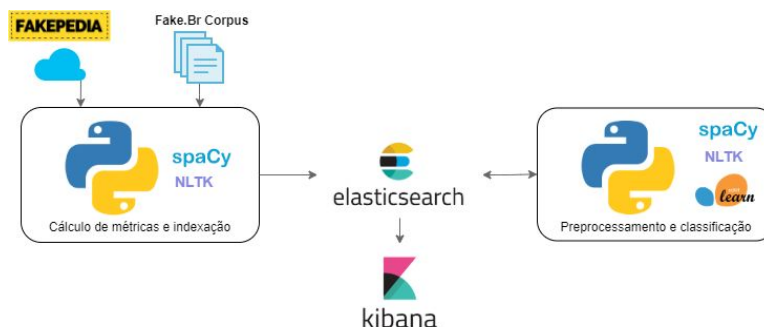 FAKEPEDIA
Fake.Br Corpus
spaCy
NLTK
Cálculo de métricas e indexação
elasticsearch
kibana
spaCy
NLTK
learn
Preprocessamento e classificação